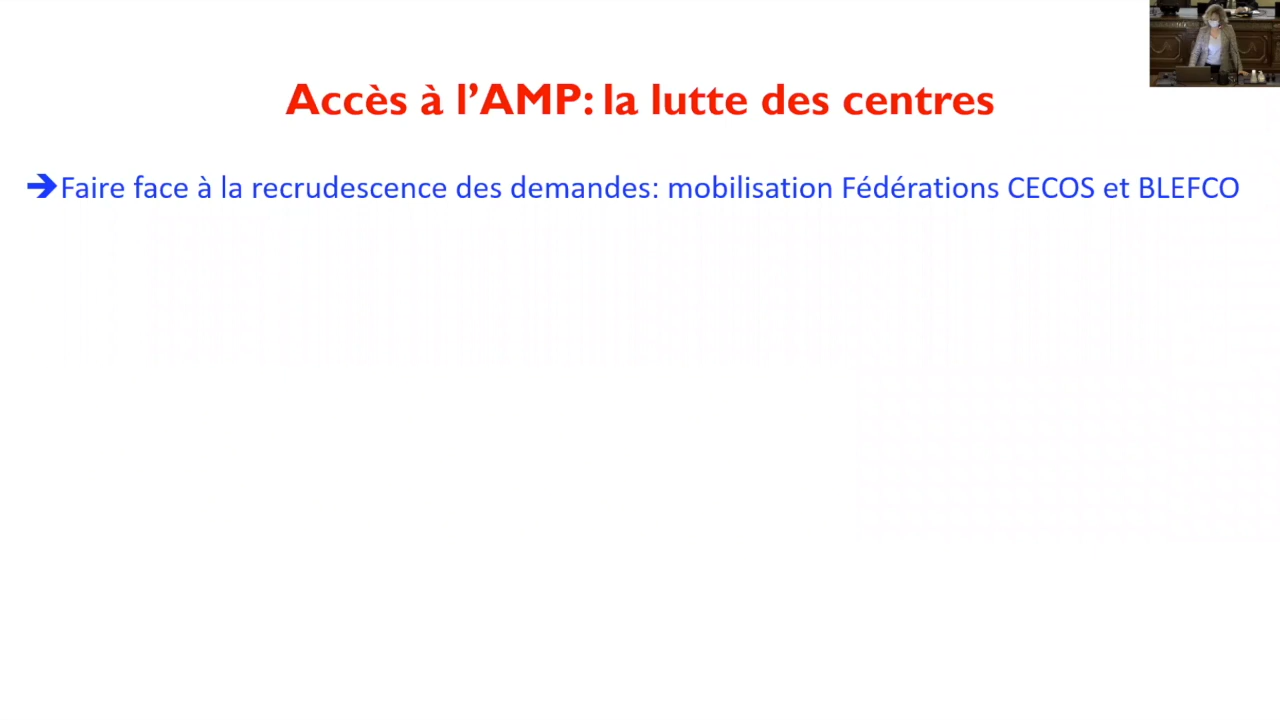 Accès à l’AMP: la lutte des centres
➔Faire face à la recrudescence des demandes: mobilisation Fédérations CECOS et BLEFCO